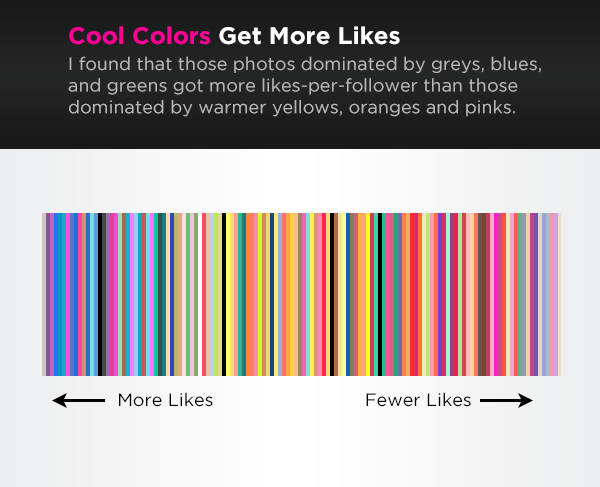 Cool Colors Get More Likes
I found that those photos dominated by greys, blues,
and greens got more likes-per-follower than those
dominated by warmer yellows, oranges and pinks.
More Likes
Fewer Likes